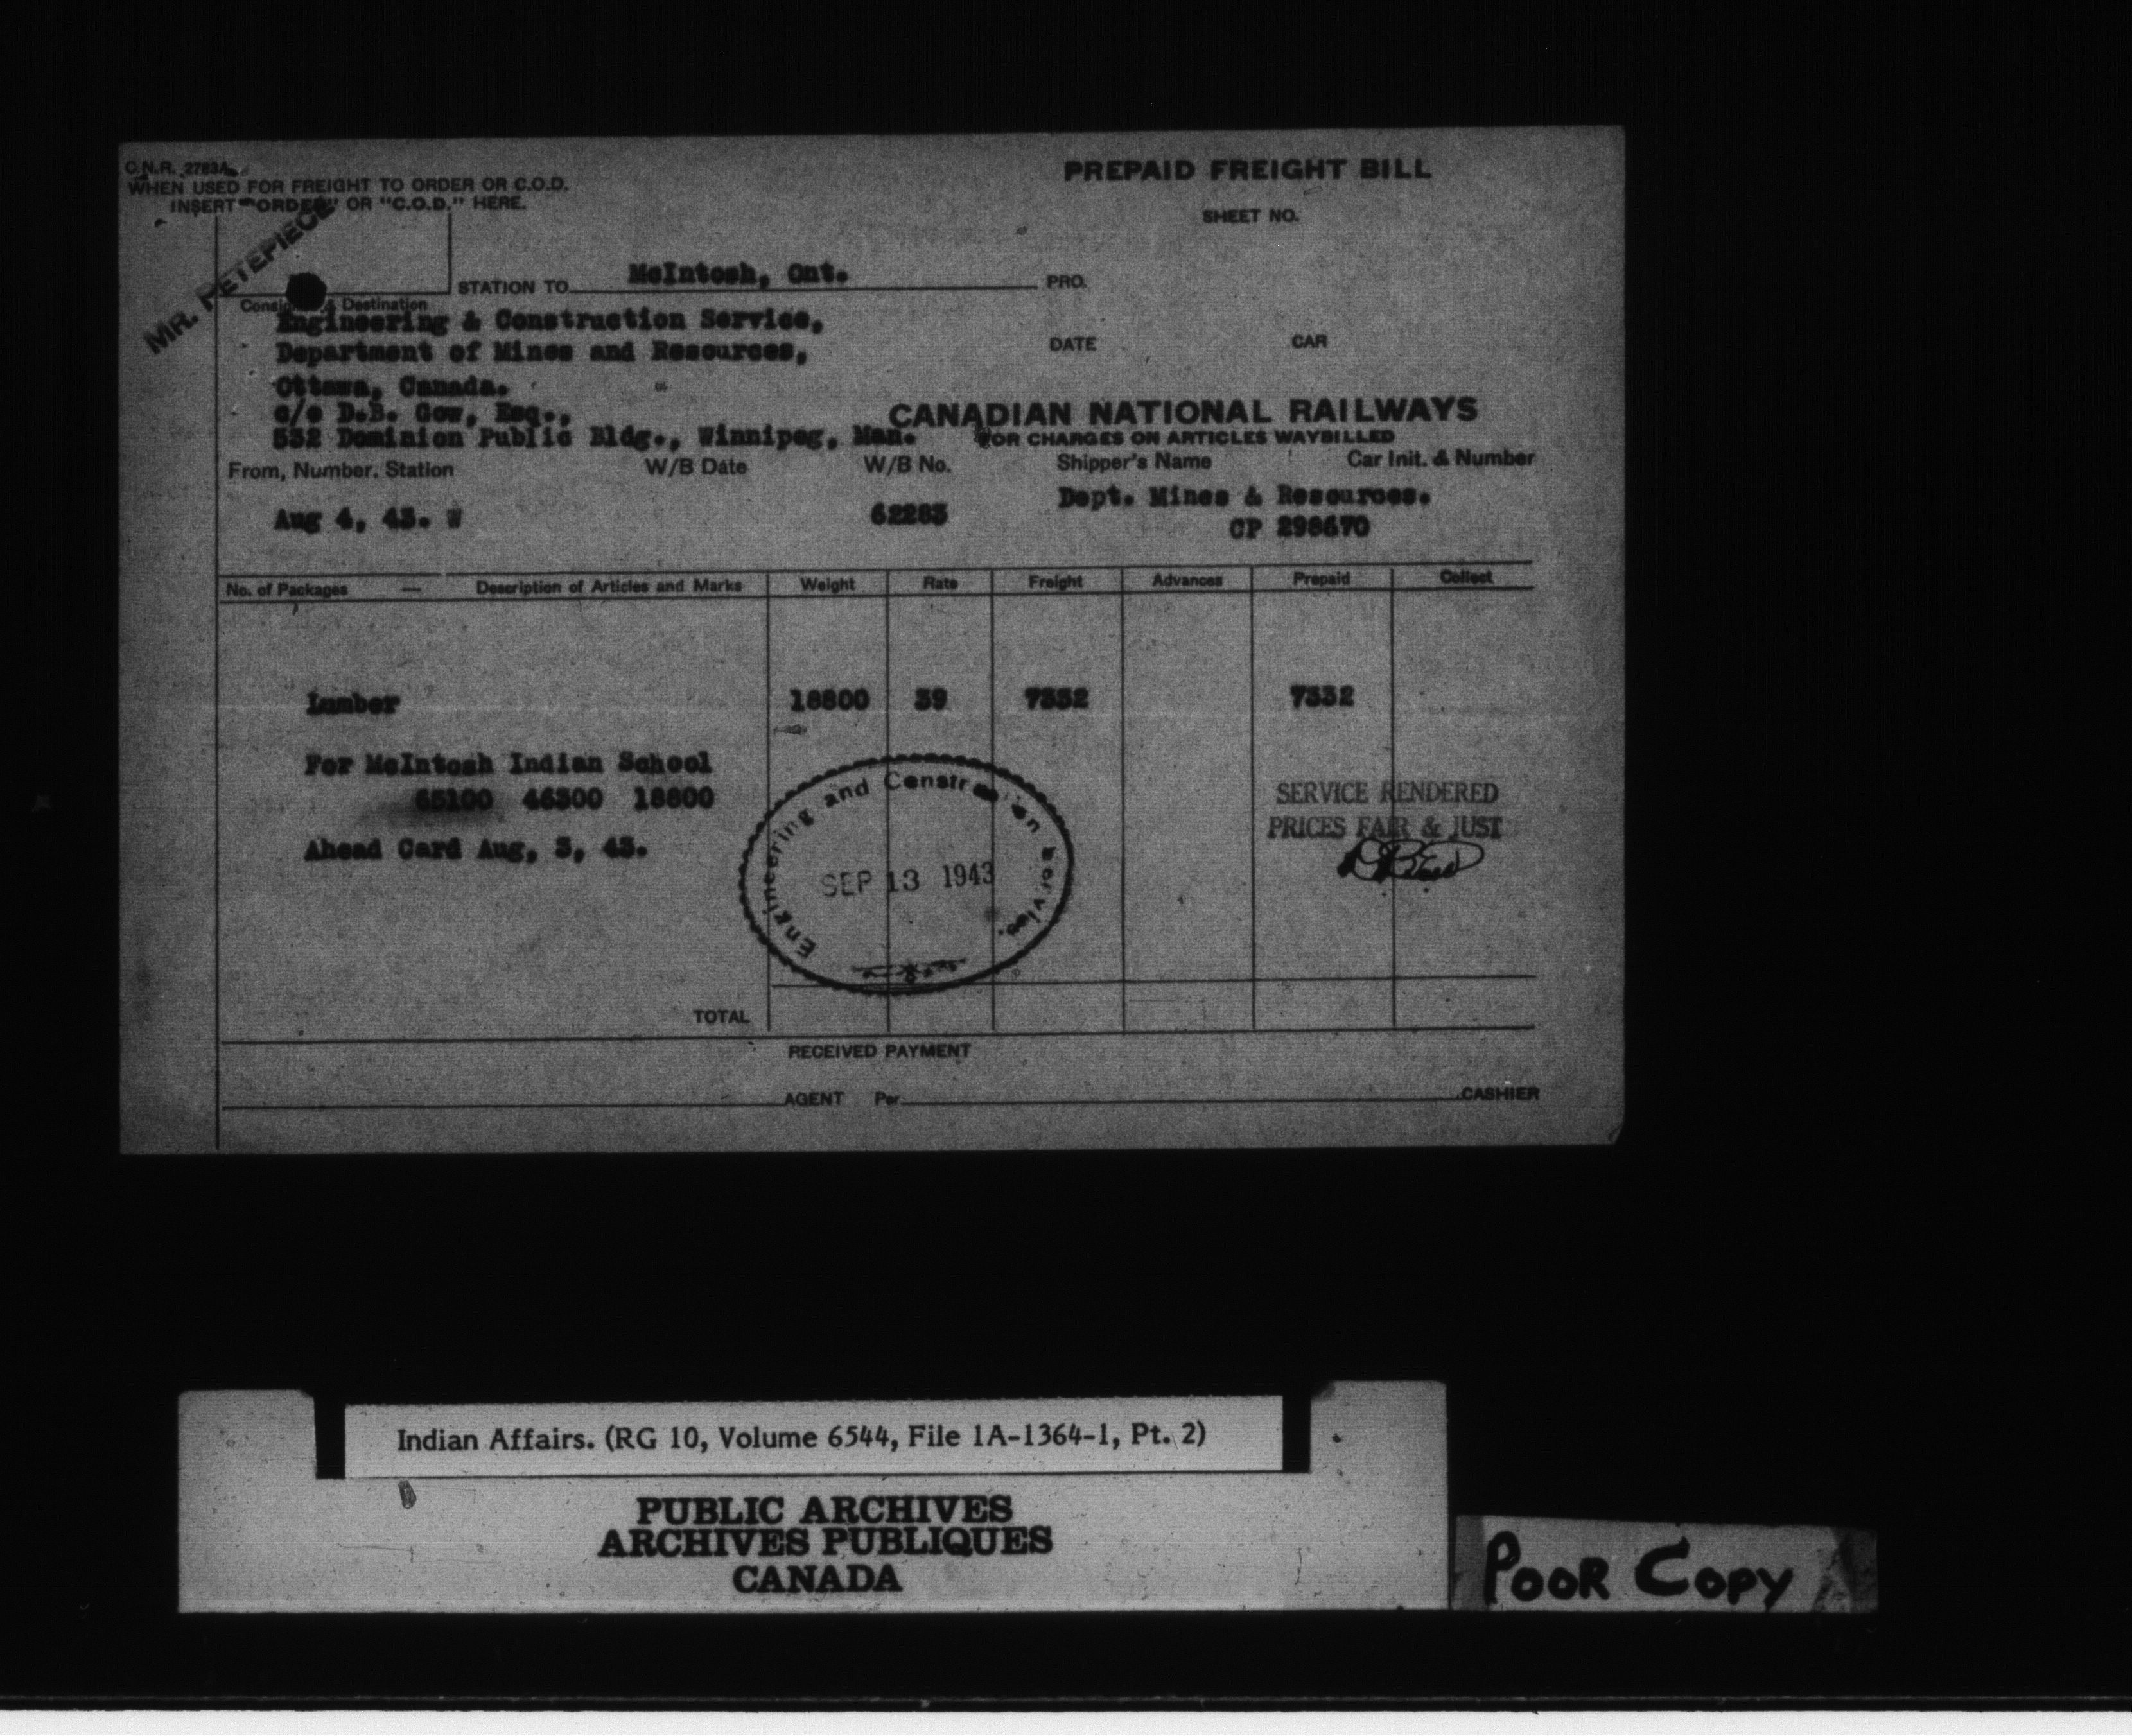 C.N.R. 2783A
WHEN USED FOR FREIGHT TO ORDER OR C.O.D.
INSERT "ORDER" OR "C.O.D." HERE.
PREPAID FREIGHT BILL
SHEET NO.
MR. PETEPIECE
STATION TO McIntosh, Ont. PRO.
Consignee & Destination
Engineering & Construction Service,
Department of Mines and Resources,
DATE CAR
Ottawa, Canada.
c/o D.B. Gow, Esq.,
532 Dominion Public Bldg., Winnipeg, Man.
CANADIAN NATIONAL RAILWAYS
FOR CHARGES ON ARTICLES WAYBILLED
From, Number. Station W/B Date W/B No. Shipper's Name Car Init. & Number
Aug 4, 43. W 62283 Dept. Mines & Resources.
CP 298670
No. of Packages — Description of Articles and Marks Weight Rate Freight Advances Prepaid Collect
Lumber 18800 39 7332 7332
For McIntosh Indian School
65100 46300 18800
Ahead Card Aug, 3, 43.
Engineering and Construction Service.
SEP 13 1943
SERVICE RENDERED
PRICES FAIR & JUST
TOTAL
RECEIVED PAYMENT
AGENT Per CASHIER
Indian Affairs. (RG 10, Volume 6544, File 1A-1364-1, Pt. 2)
PUBLIC ARCHIVES
ARCHIVES PUBLIQUES
CANADA
POOR COPY